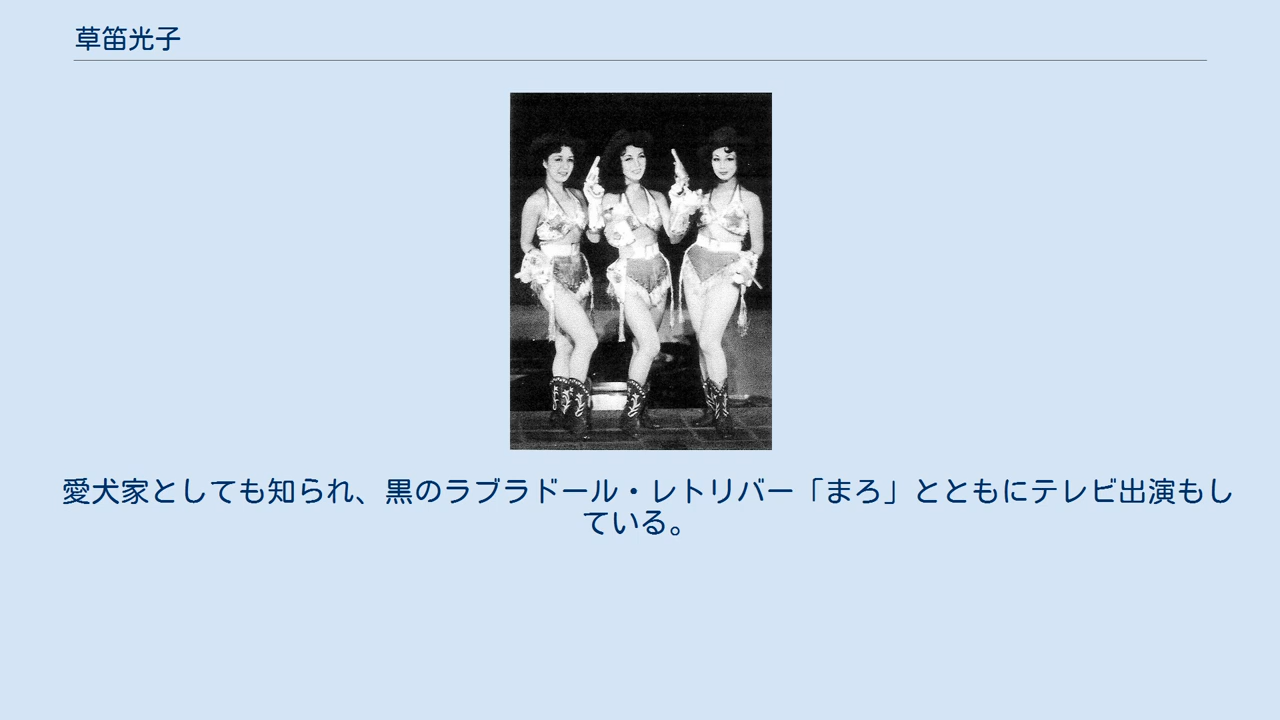 草笛光子
愛犬家としても知られ、黒のラブラドール・レトリバー「まろ」とともにテレビ出演もし
ている。